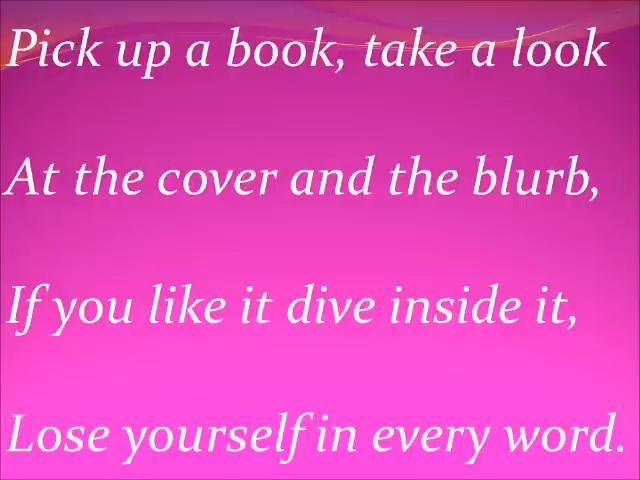 Pick up a book, take a look
At the cover and the blurb,
If you like it dive inside it,
Lose yourself in every word.